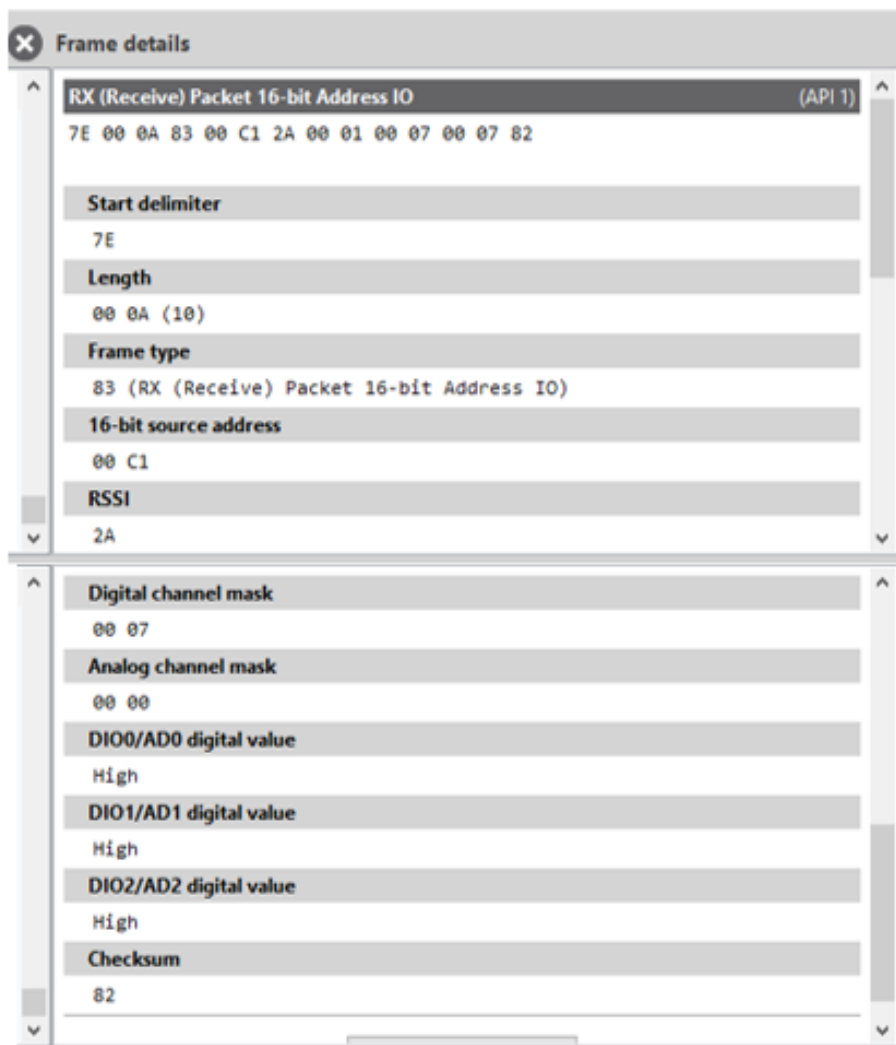 Frame details
RX (Receive) Packet 16-bit Address IO (API 1)
7E 00 0A 83 00 C1 2A 00 01 00 07 00 07 82
Start delimiter
7E
Length
00 0A (10)
Frame type
83 (RX (Receive) Packet 16-bit Address IO)
16-bit source address
00 C1
RSSI
2A
Digital channel mask
00 07
Analog channel mask
00 00
DIO0/AD0 digital value
High
DIO1/AD1 digital value
High
DIO2/AD2 digital value
High
Checksum
82